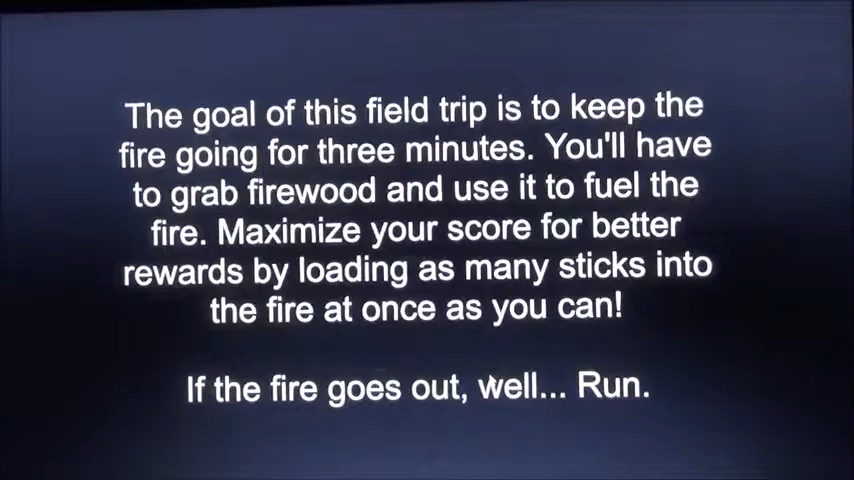 The goal of this field trip is to keep the
fire going for three minutes. You'll have
to grab firewood and use it to fuel the
fire. Maximize your score for better
rewards by loading as many sticks into
the fire at once as you can!
If the fire goes out, well... Run.